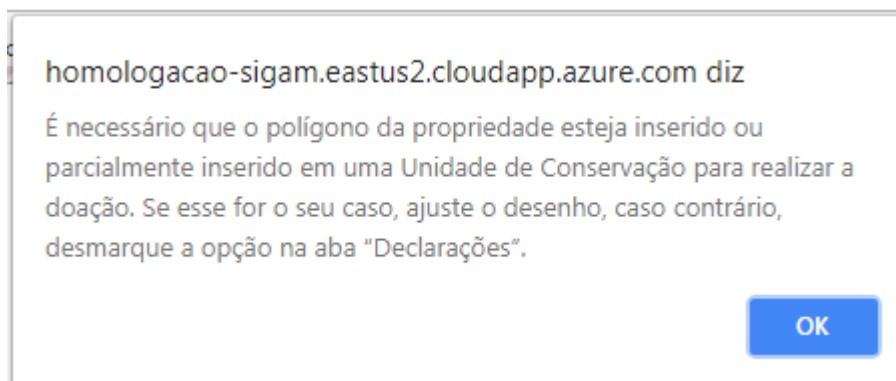 homologacao-sigam.eastus2.cloudapp.azure.com diz
É necessário que o polígono da propriedade esteja inserido ou
parcialmente inserido em uma Unidade de Conservação para realizar a
doação. Se esse for o seu caso, ajuste o desenho, caso contrário,
desmarque a opção na aba “Declarações”.
OK